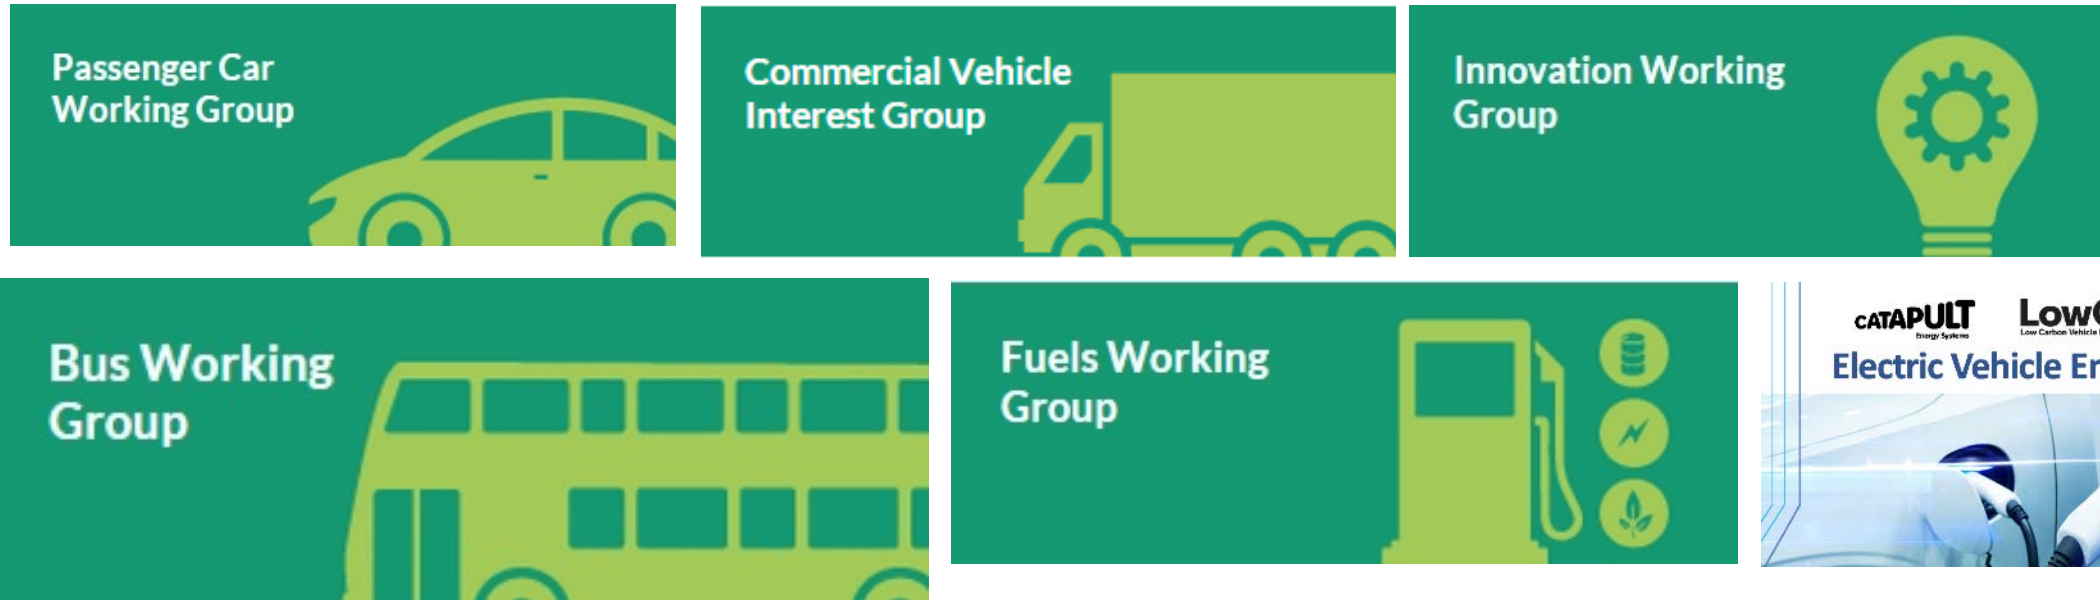 Passenger Car
Working Group
Commercial Vehicle
Interest Group
Innovation Working
Group
Bus Working
Group
Fuels Working
Group
CATAPULT
Energy Systems
Low Carbon Vehicle
Electric Vehicle